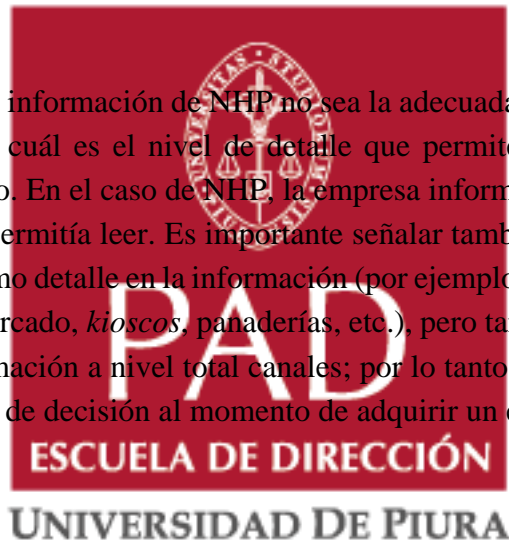 información de NHP no sea la adecuada
cuál es el nivel de detalle que permite
o. En el caso de NHP, la empresa inform
ermitía leer. Es importante señalar tamb
mo detalle en la información (por ejemplo
rcado, kioscos, panaderías, etc.), pero ta
mación a nivel total canales; por lo tanto
de decisión al momento de adquirir un
PAD
ESCUELA DE DIRECCIÓN
UNIVERSIDAD DE PIURA